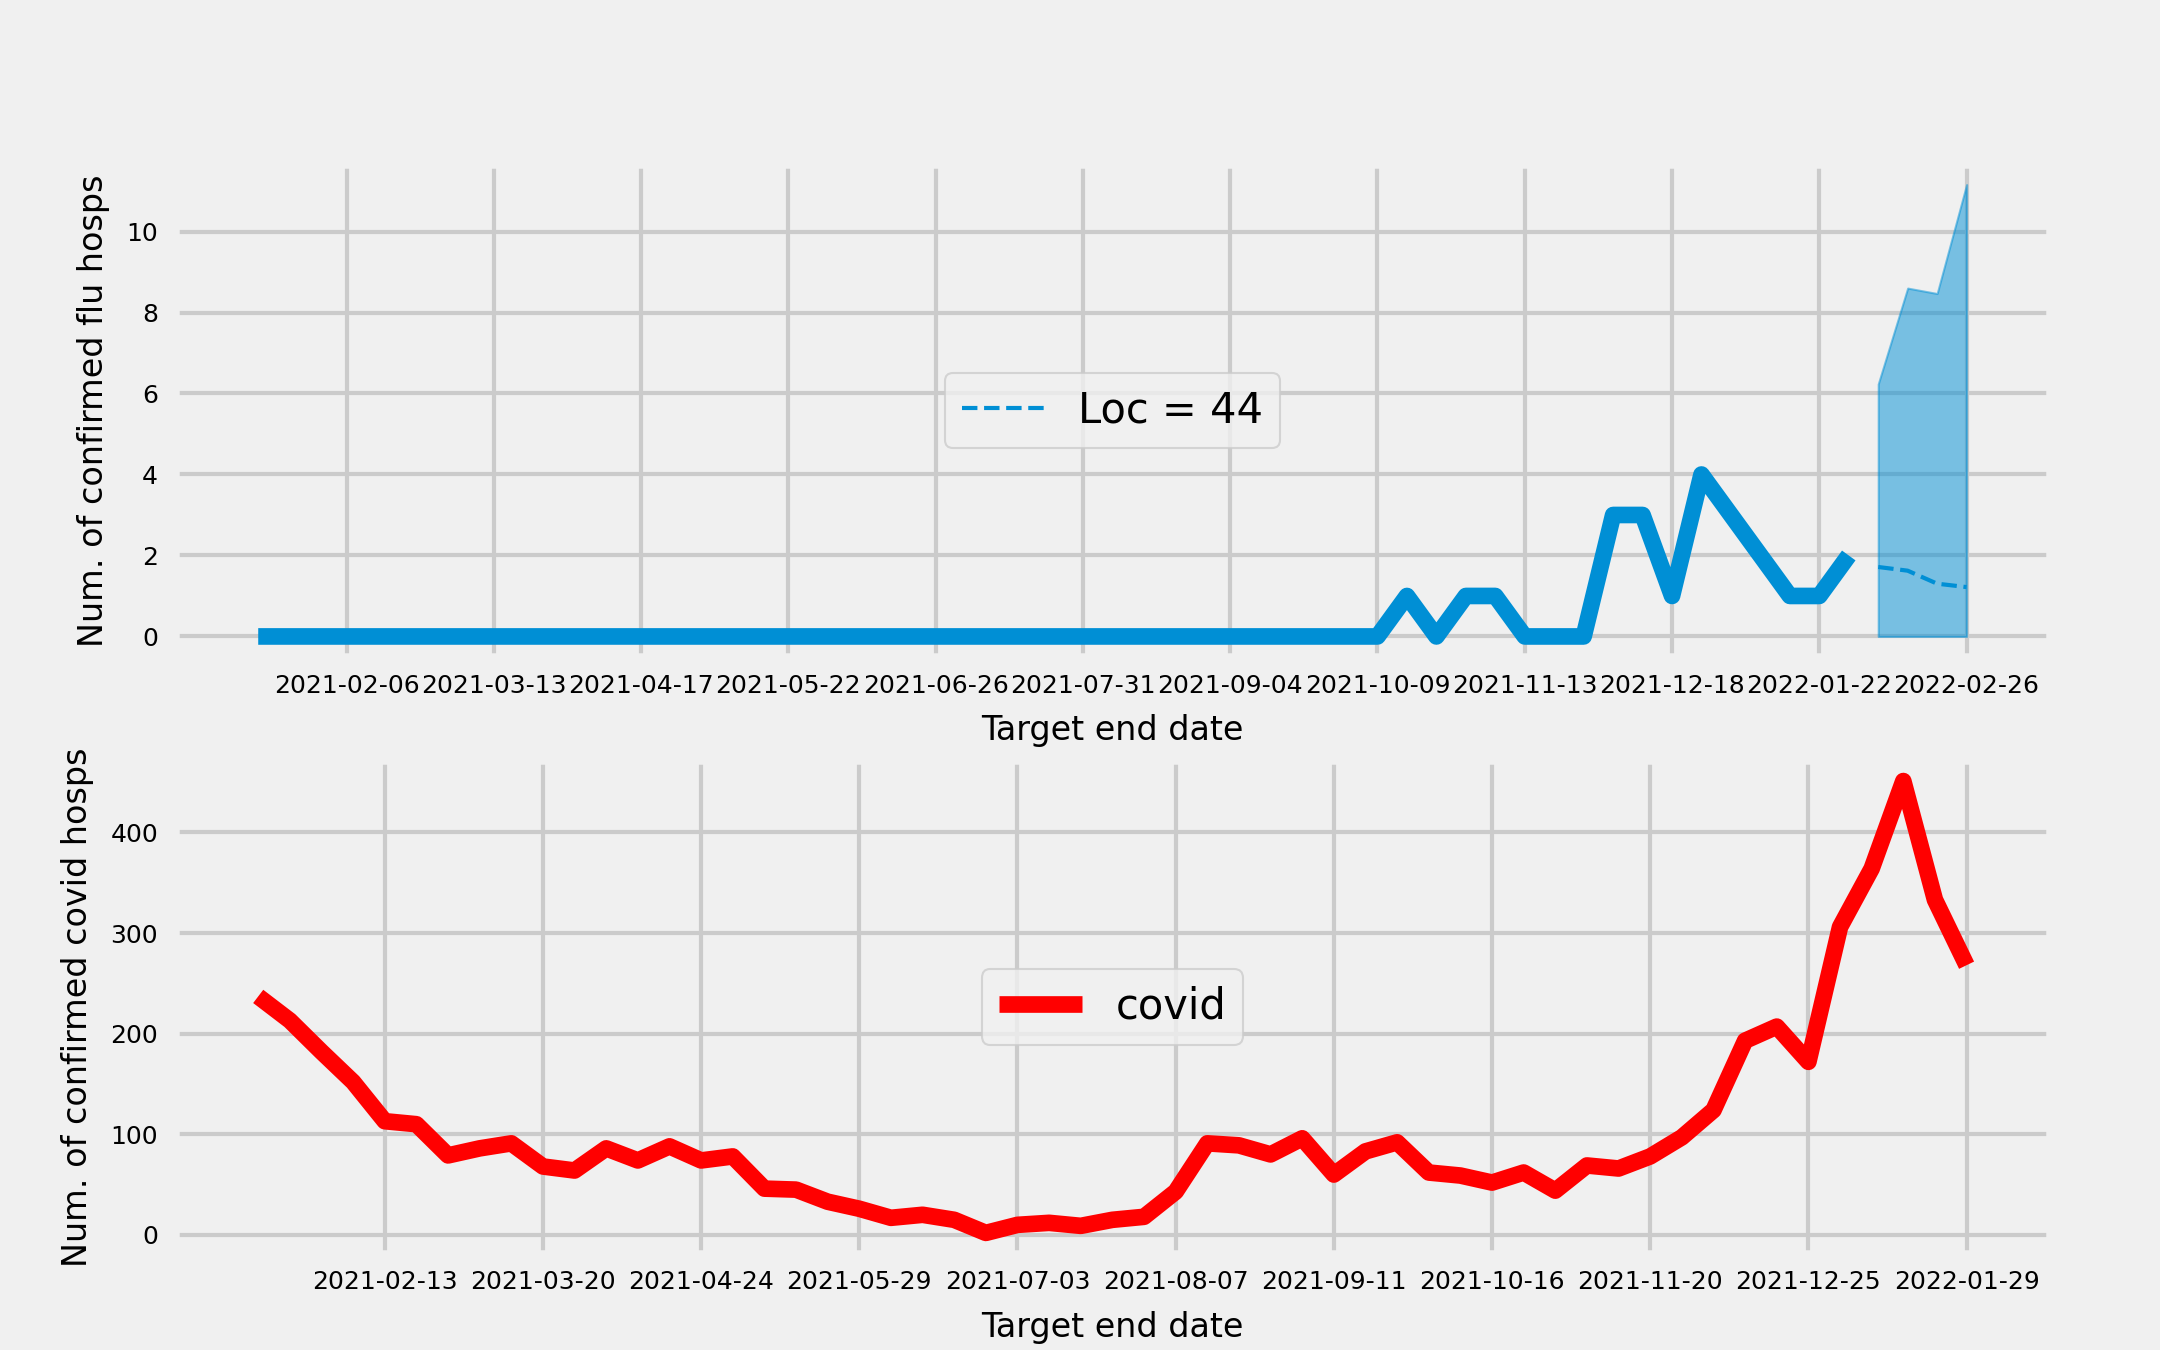 Num. of confirmed flu hosps
10
8
6
4
2
0
Loc = 44
2021-02-06 2021-03-13 2021-04-17 2021-05-22 2021-06-26 2021-07-31 2021-09-04 2021-10-09 2021-11-13 2021-12-18 2022-01-22 2022-02-26
Target end date
Num. of confirmed covid hosps
400
300
200
100
0
covid
2021-02-13 2021-03-20 2021-04-24 2021-05-29 2021-07-03 2021-08-07 2021-09-11 2021-10-16 2021-11-20 2021-12-25 2022-01-29
Target end date